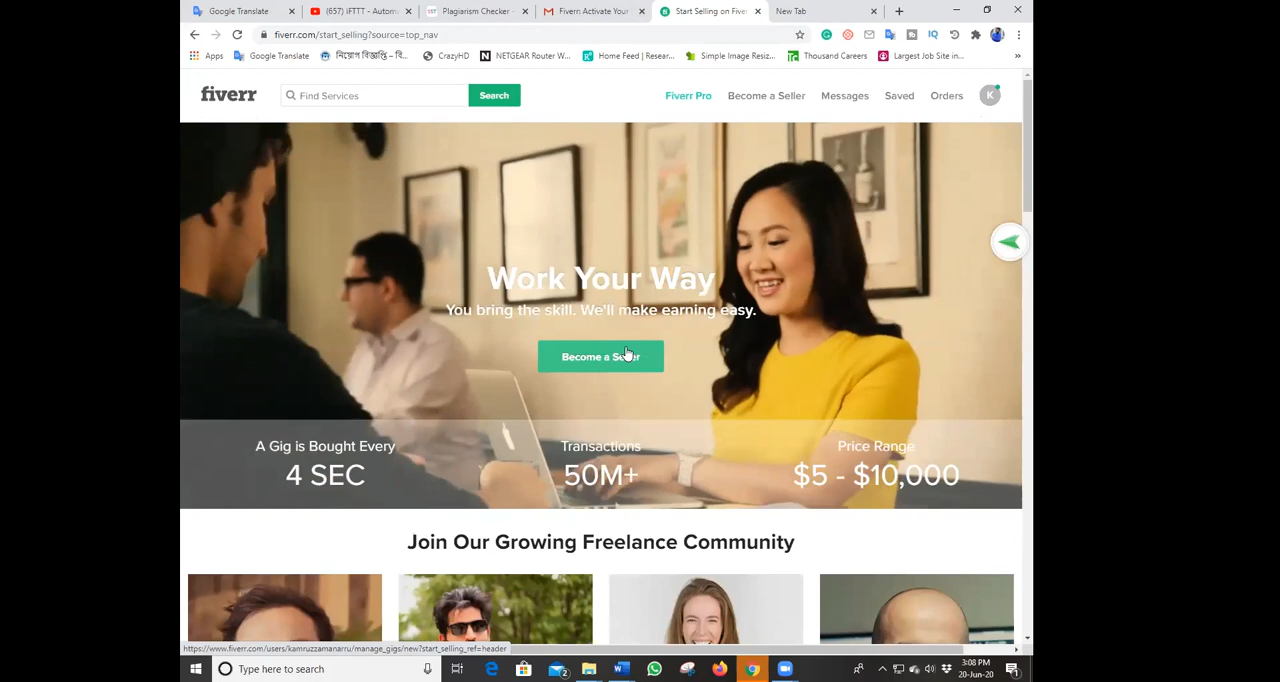 Google Translate
(657) IFTTT - Autom
Plagiarism Checker -
Fiverr: Activate Your
Start Selling on Fiver
New Tab
fiverr.com/start_selling?source=top_nav
Apps
Google Translate
নিয়োগ বিজ্ঞপ্তি – বি...
CrazyHD
NETGEAR Router W...
Home Feed | Resear...
Simple Image Resiz...
Thousand Careers
Largest Job Site in...
fiverr
Find Services
Search
Fiverr Pro
Become a Seller
Messages
Saved
Orders
K
Work Your Way
You bring the skill. We'll make earning easy.
Become a Seller
A Gig is Bought Every
4 SEC
Transactions
50M+
Price Range
$5 - $10,000
Join Our Growing Freelance Community
https://www.fiverr.com/users/kamruzzamanarru/manage_gigs/new?start_selling_ref=header
Type here to search
3:08 PM
20-Jun-20